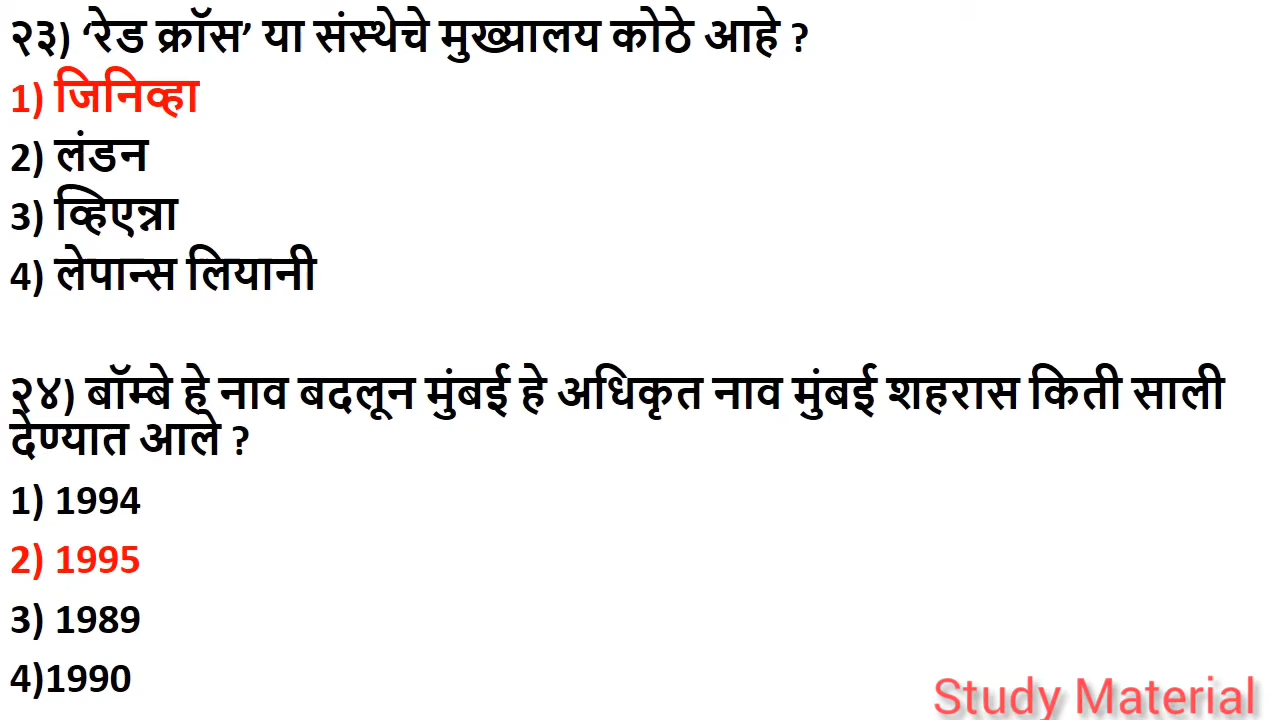 २३) ‘रेड क्रॉस’ या संस्थेचे मुख्यालय कोठे आहे ?
1) जिनिव्हा
2) लंडन
3) व्हिएन्ना
4) लेपान्स लियानी
२४) बॉम्बे हे नाव बदलून मुंबई हे अधिकृत नाव मुंबई शहरास किती साली
देण्यात आले ?
1) 1994
2) 1995
3) 1989
4)1990
Study Material